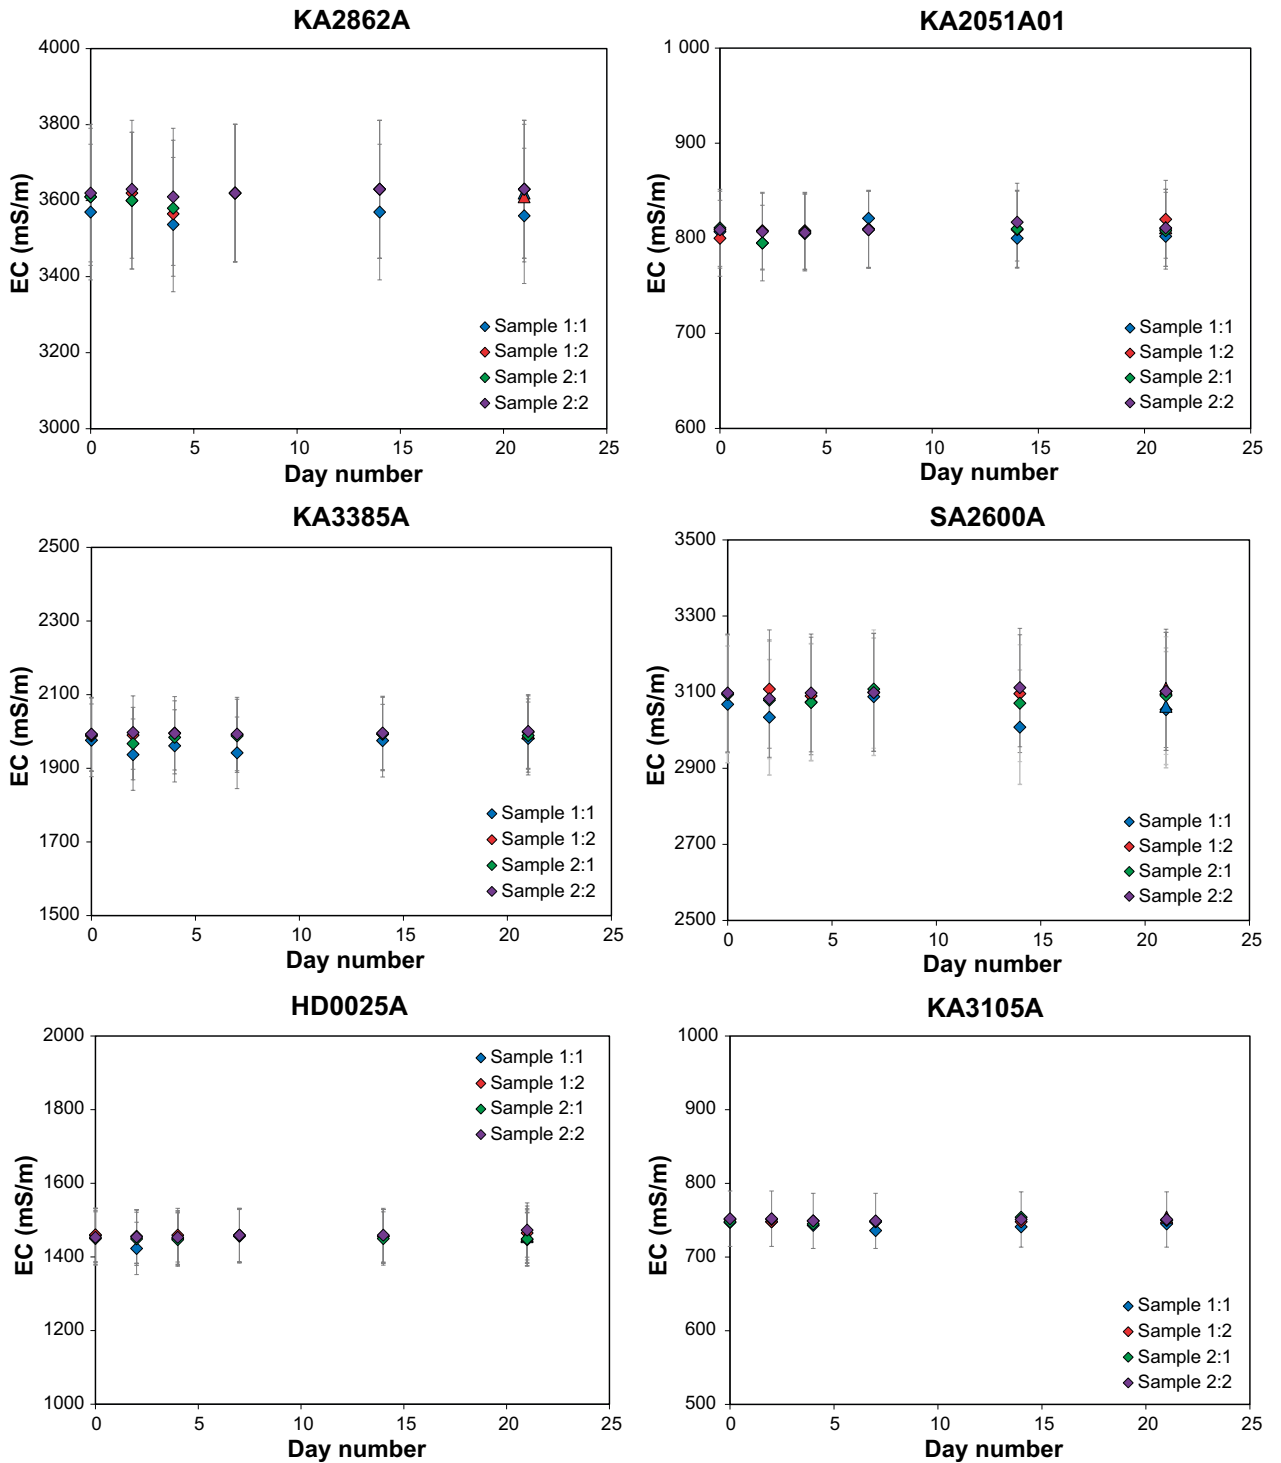 KA2862A
4000
3800
3600
3400
3200
3000
EC (mS/m)
0 5 10 15 20 25
Day number
Sample 1:1
Sample 1:2
Sample 2:1
Sample 2:2
KA2051A01
1 000
900
800
700
600
EC (mS/m)
0 5 10 15 20 25
Day number
Sample 1:1
Sample 1:2
Sample 2:1
Sample 2:2
KA3385A
2500
2300
2100
1900
1700
1500
EC (mS/m)
0 5 10 15 20 25
Day number
Sample 1:1
Sample 1:2
Sample 2:1
Sample 2:2
SA2600A
3500
3300
3100
2900
2700
2500
EC (mS/m)
0 5 10 15 20 25
Day number
Sample 1:1
Sample 1:2
Sample 2:1
Sample 2:2
HD0025A
2000
1800
1600
1400
1200
1000
EC (mS/m)
0 5 10 15 20 25
Day number
Sample 1:1
Sample 1:2
Sample 2:1
Sample 2:2
KA3105A
1000
900
800
700
600
500
EC (mS/m)
0 5 10 15 20 25
Day number
Sample 1:1
Sample 1:2
Sample 2:1
Sample 2:2